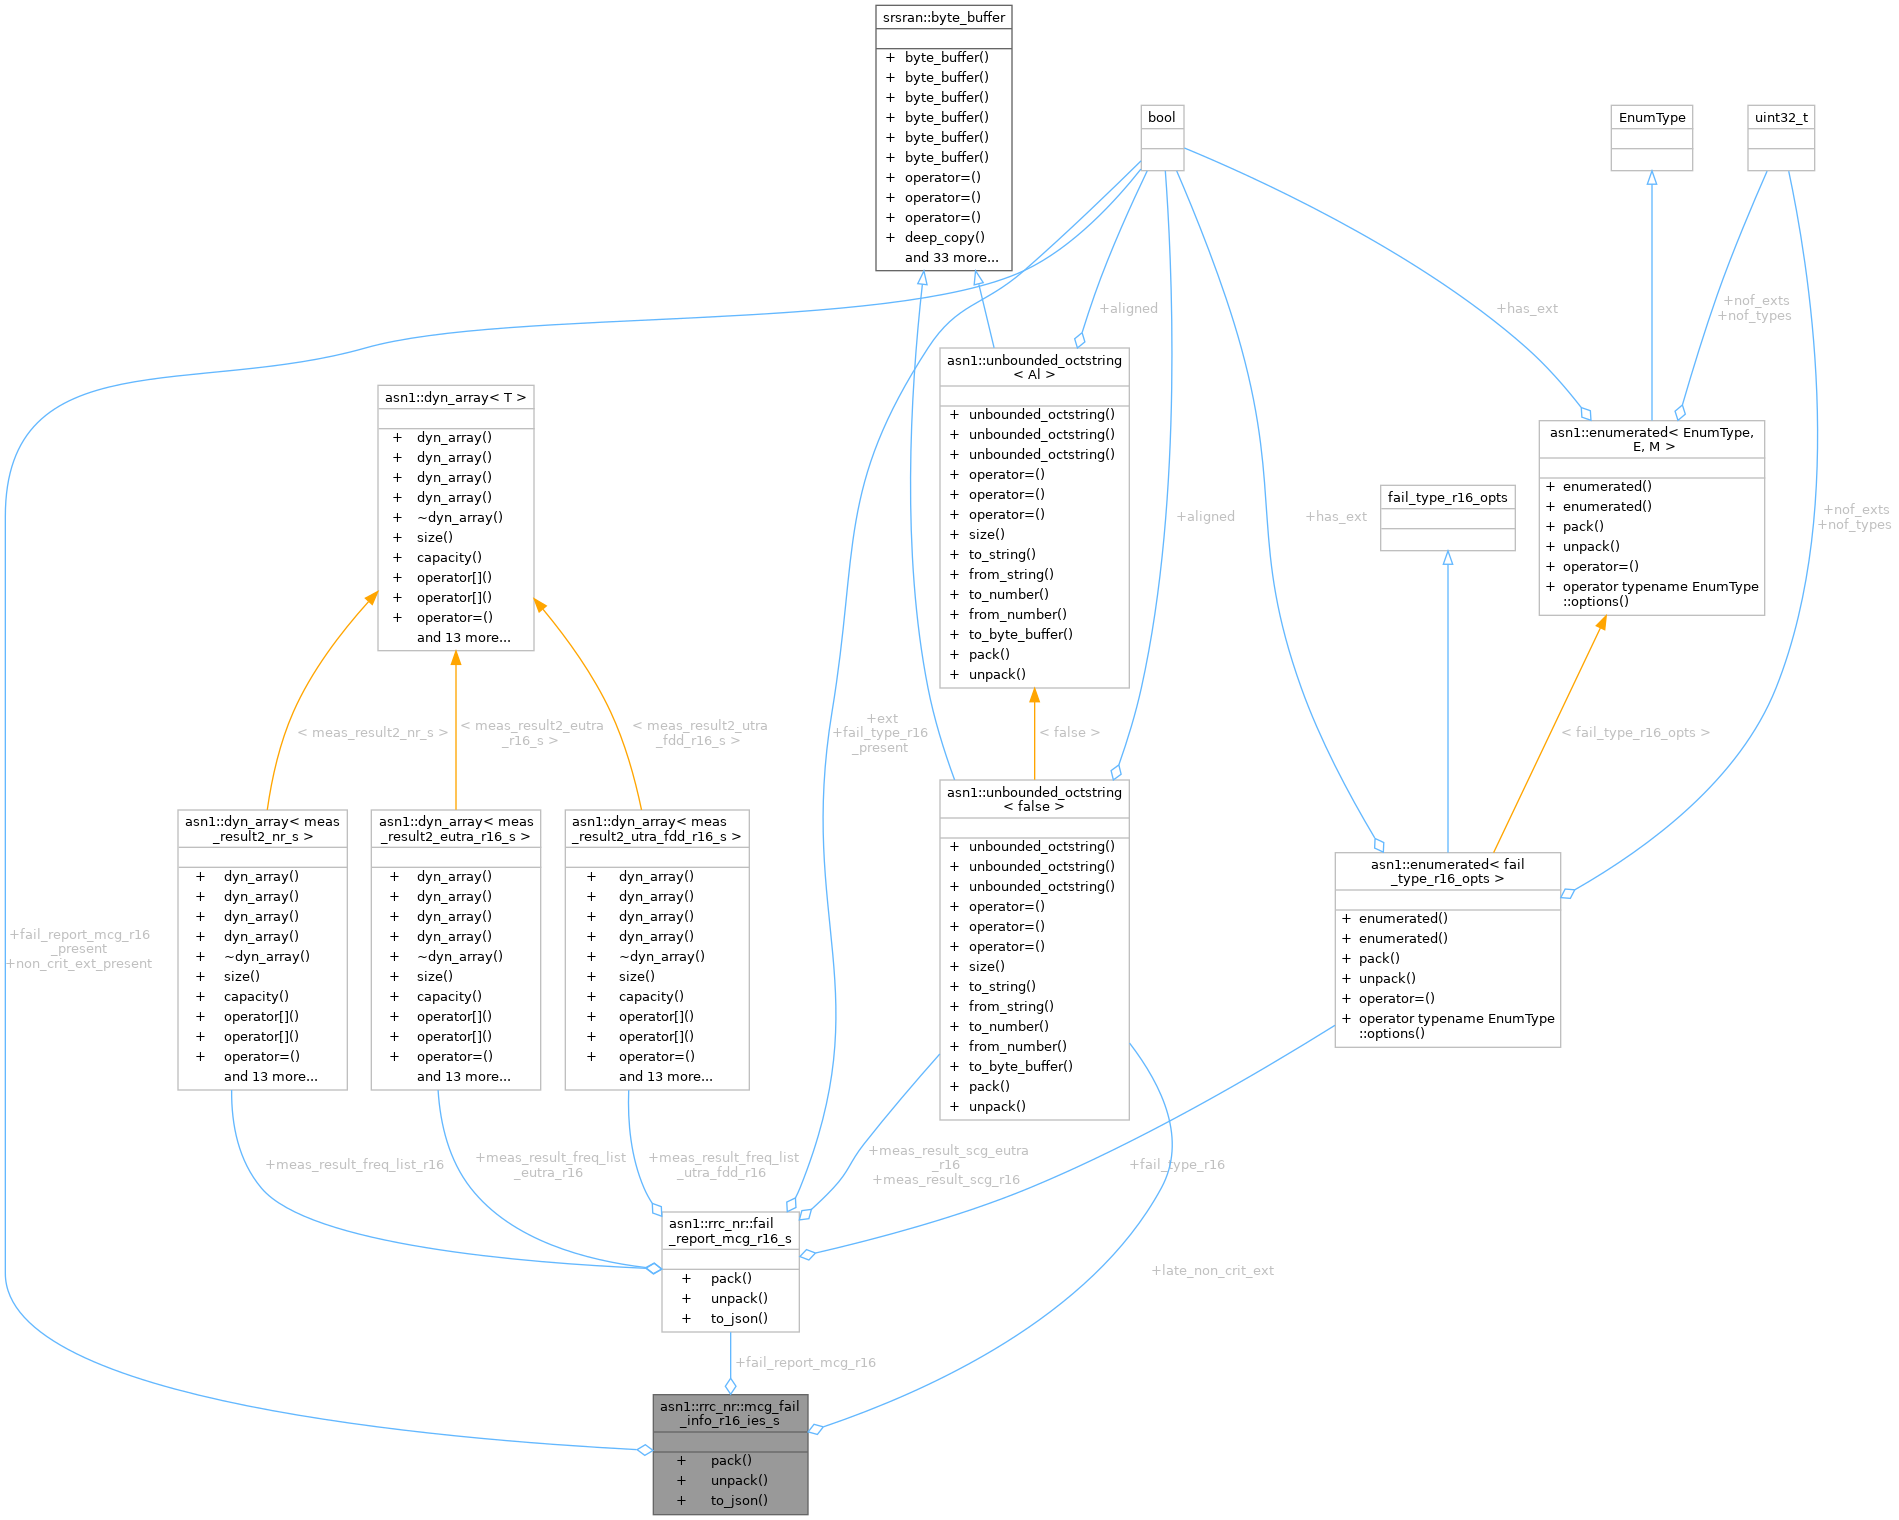 srsran::byte_buffer
+ byte_buffer()
+ byte_buffer()
+ byte_buffer()
+ byte_buffer()
+ byte_buffer()
+ byte_buffer()
+ operator=()
+ operator=()
+ operator=()
+ deep_copy()
and 33 more...
bool
EnumType
uint32_t
+aligned
+has_ext
+nof_exts
+nof_types
asn1::unbounded_octstring
< Al >
+ unbounded_octstring()
+ unbounded_octstring()
+ unbounded_octstring()
+ operator=()
+ operator=()
+ operator=()
+ size()
+ to_string()
+ from_string()
+ to_number()
+ from_number()
+ to_byte_buffer()
+ pack()
+ unpack()
asn1::dyn_array< T >
+ dyn_array()
+ dyn_array()
+ dyn_array()
+ dyn_array()
+ ~dyn_array()
+ size()
+ capacity()
+ operator[]()
+ operator[]()
+ operator=()
and 13 more...
asn1::enumerated< EnumType,
E, M >
+ enumerated()
+ enumerated()
+ pack()
+ unpack()
+ operator=()
+ operator typename EnumType
::options()
fail_type_r16_opts
+aligned
+has_ext
+nof_exts
+nof_types
< meas_result2_nr_s >
< meas_result2_eutra
_r16_s >
< meas_result2_utra
_fdd_r16_s >
+ext
+fail_type_r16
_present
< false >
< fail_type_r16_opts >
asn1::dyn_array< meas
_result2_nr_s >
+ dyn_array()
+ dyn_array()
+ dyn_array()
+ dyn_array()
+ ~dyn_array()
+ size()
+ capacity()
+ operator[]()
+ operator[]()
+ operator=()
and 13 more...
asn1::dyn_array< meas
_result2_eutra_r16_s >
+ dyn_array()
+ dyn_array()
+ dyn_array()
+ dyn_array()
+ ~dyn_array()
+ size()
+ capacity()
+ operator[]()
+ operator[]()
+ operator=()
and 13 more...
asn1::dyn_array< meas
_result2_utra_fdd_r16_s >
+ dyn_array()
+ dyn_array()
+ dyn_array()
+ dyn_array()
+ ~dyn_array()
+ size()
+ capacity()
+ operator[]()
+ operator[]()
+ operator=()
and 13 more...
asn1::unbounded_octstring
< false >
+ unbounded_octstring()
+ unbounded_octstring()
+ unbounded_octstring()
+ operator=()
+ operator=()
+ operator=()
+ size()
+ to_string()
+ from_string()
+ to_number()
+ from_number()
+ to_byte_buffer()
+ pack()
+ unpack()
asn1::enumerated< fail
_type_r16_opts >
+ enumerated()
+ enumerated()
+ pack()
+ unpack()
+ operator=()
+ operator typename EnumType
::options()
+fail_report_mcg_r16
_present
+non_crit_ext_present
+meas_result_freq_list_r16
+meas_result_freq_list
_eutra_r16
+meas_result_freq_list
_utra_fdd_r16
+meas_result_scg_eutra
_r16
+meas_result_scg_r16
+fail_type_r16
asn1::rrc_nr::fail
_report_mcg_r16_s
+ pack()
+ unpack()
+ to_json()
+late_non_crit_ext
+fail_report_mcg_r16
asn1::rrc_nr::mcg_fail
_info_r16_ies_s
+ pack()
+ unpack()
+ to_json()